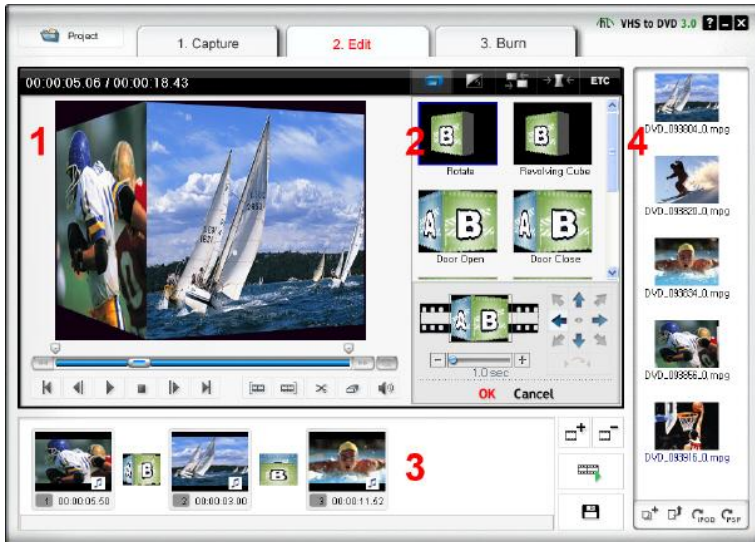 Project
1. Capture
2. Edit
3. Burn
VHS to DVD 3.0
00:00:05.06 / 00:00:18.43
ETC
1
2
B
Rotate
B
Revolving Cube
A B
Door Open
A B
Door Close
A B
1.0 sec
OK Cancel
3
B
B
1 00:00:05.50
2 00:00:03.00
3 00:00:11.52
4
DVD_093804_0.mpg
DVD_093820_0.mpg
DVD_093834_0.mpg
DVD_093856_0.mpg
DVD_093916_0.mpg
IPOD
PSP